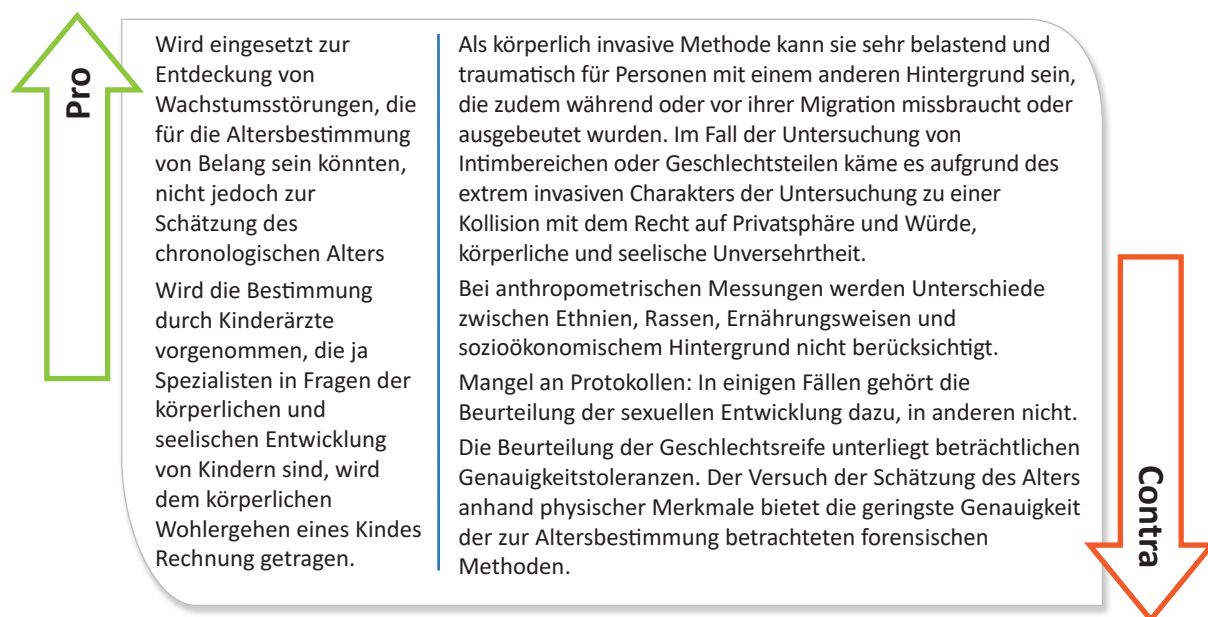 Pro
Wird eingesetzt zur
Entdeckung von
Wachstumsstörungen, die
für die Altersbestimmung
von Belang sein könnten,
nicht jedoch zur
Schätzung des
chronologischen Alters
Wird die Bestimmung
durch Kinderärzte
vorgenommen, die ja
Spezialisten in Fragen der
körperlichen und
seelischen Entwicklung
von Kindern sind, wird
dem körperlichen
Wohlergehen eines Kindes
Rechnung getragen.
Als körperlich invasive Methode kann sie sehr belastend und
traumatisch für Personen mit einem anderen Hintergrund sein,
die zudem während oder vor ihrer Migration missbraucht oder
ausgebeutet wurden. Im Fall der Untersuchung von
Intimbereichen oder Geschlechtsteilen käme es aufgrund des
extrem invasiven Charakters der Untersuchung zu einer
Kollision mit dem Recht auf Privatsphäre und Würde,
körperliche und seelische Unversehrtheit.
Bei anthropometrischen Messungen werden Unterschiede
zwischen Ethnien, Rassen, Ernährungsweisen und
sozioökonomischem Hintergrund nicht berücksichtigt.
Mangel an Protokollen: In einigen Fällen gehört die
Beurteilung der sexuellen Entwicklung dazu, in anderen nicht.
Die Beurteilung der Geschlechtsreife unterliegt beträchtlichen
Genauigkeitstoleranzen. Der Versuch der Schätzung des Alters
anhand physischer Merkmale bietet die geringste Genauigkeit
der zur Altersbestimmung betrachteten forensischen
Methoden.
Contra